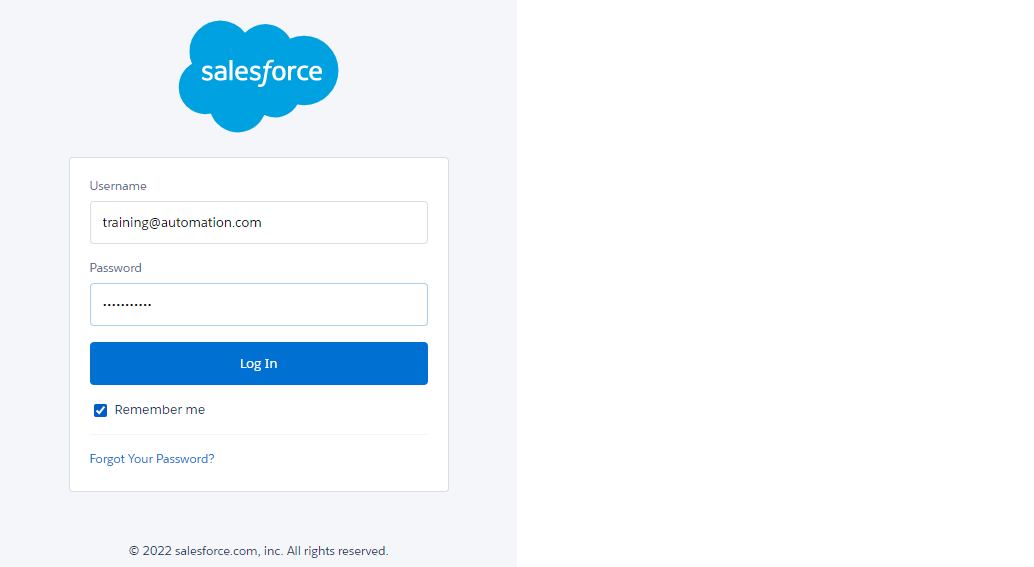 salesforce
Username
training@automation.com
Password
•••••••••••
Log In
Remember me
Forgot Your Password?
© 2022 salesforce.com, inc. All rights reserved.